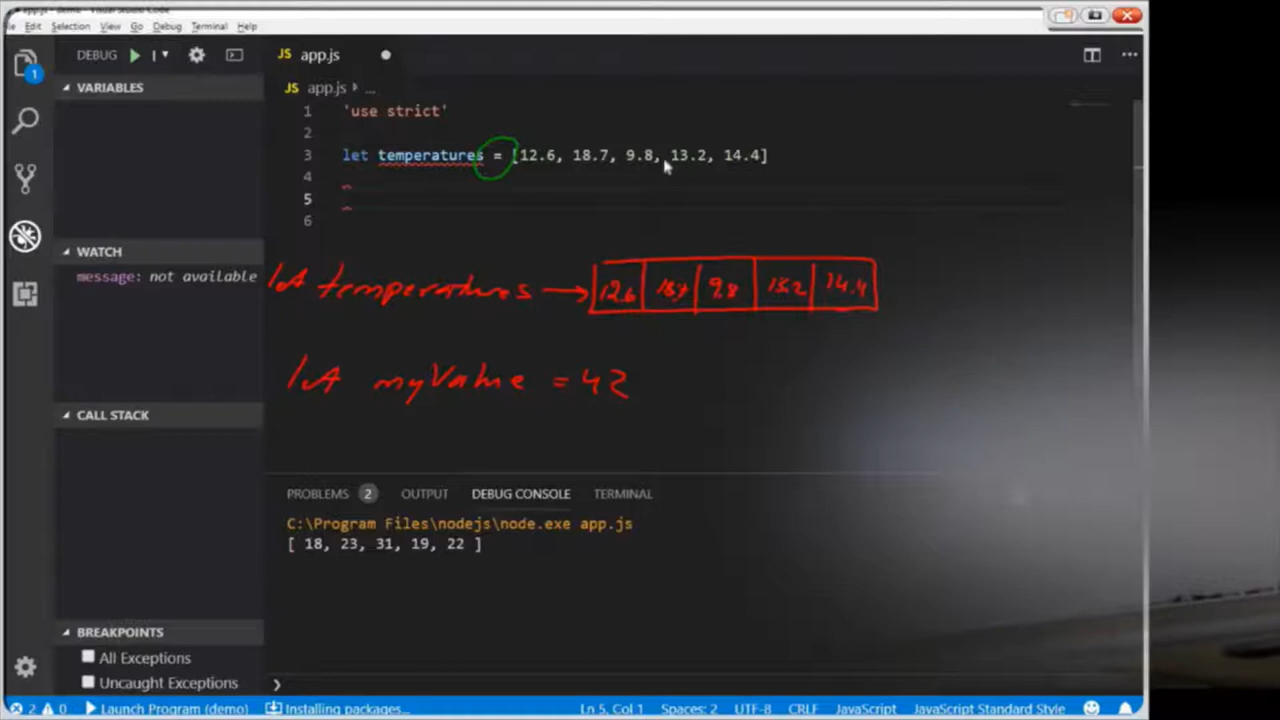 app.js - demo - Visual Studio Code
Edit Selection View Go Debug Terminal Help
DEBUG
JS app.js
1
JS app.js ...
VARIABLES
1 'use strict'
2
3 let temperatures = [12.6, 18.7, 9.8, 13.2, 14.4]
4
5
6
WATCH
message: not available
let temperatures → 12.6 18.7 9.8 13.2 14.4
let myValue = 42
CALL STACK
PROBLEMS 2 OUTPUT DEBUG CONSOLE TERMINAL
C:\Program Files\nodejs\node.exe app.js
[ 18, 23, 31, 19, 22 ]
BREAKPOINTS
All Exceptions
Uncaught Exceptions
2 0 Launch Program (demo) Installing packages... Ln 5, Col 1 Spaces: 2 UTF-8 CRLF JavaScript JavaScript Standard Style